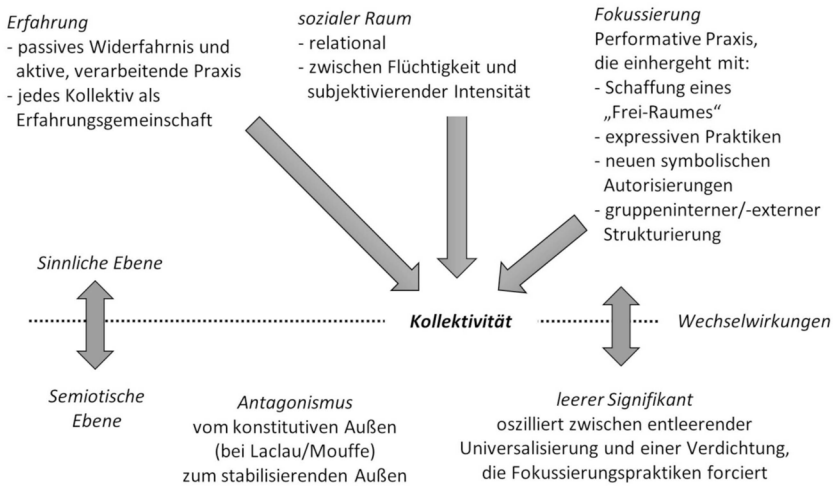 Erfahrung
- passives Widerfahrnis und
aktive, verarbeitende Praxis
- jedes Kollektiv als
Erfahrungsgemeinschaft
sozialer Raum
- relational
- zwischen Flüchtigkeit und
subjektivierender Intensität
Fokussierung
Performative Praxis,
die einhergeht mit:
- Schaffung eines
„Frei-Raumes“
- expressiven Praktiken
- neuen symbolischen
Autorisierungen
- gruppeninterner/-externer
Strukturierung
Sinnliche Ebene
Kollektivität
Wechselwirkungen
Semiotische
Ebene
Antagonismus
vom konstitutiven Außen
(bei Laclau/Mouffe)
zum stabilisierenden Außen
leerer Signifikant
oszilliert zwischen entleerender
Universalisierung und einer Verdichtung,
die Fokussierungspraktiken forciert